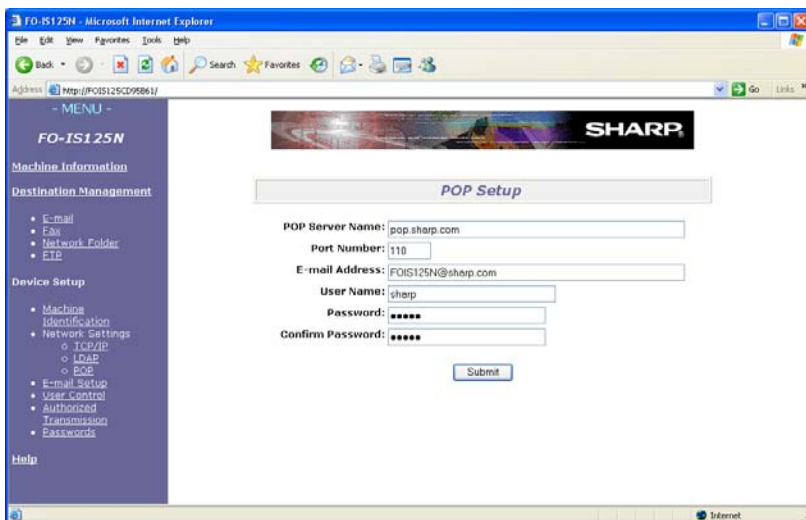 FO-IS125N - Microsoft Internet Explorer
File Edit View Favorites Tools Help
Back Search Favorites
Address http://FOIS125CD95B61/ Go Links »
- MENU -
FO-IS125N
Machine Information
Destination Management
E-mail
Fax
Network Folder
FTP
Device Setup
Machine
Identification
Network Settings
TCP/IP
LDAP
POP
E-mail Setup
User Control
Authorized
Transmission
Passwords
Help
SHARP
POP Setup
POP Server Name: pop.sharp.com
Port Number: 110
E-mail Address: FOIS125N@sharp.com
User Name: sharp
Password: •••••
Confirm Password: •••••
Submit
Internet